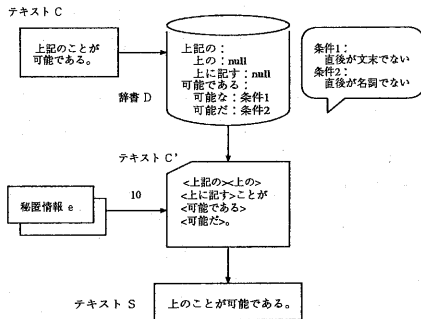 テキスト C
上記のことが
可能である。
辞書 D
上記の：
上の：null
上に記す：null
可能である：
可能な：条件1
可能だ：条件2
条件1：
直後が文末でない
条件2：
直後が名詞でない
テキスト C'
<上記の><上の>
<上に記す>ことが
<可能である>
<可能だ>。
秘匿情報 e
10
テキスト S
上のことが可能である。